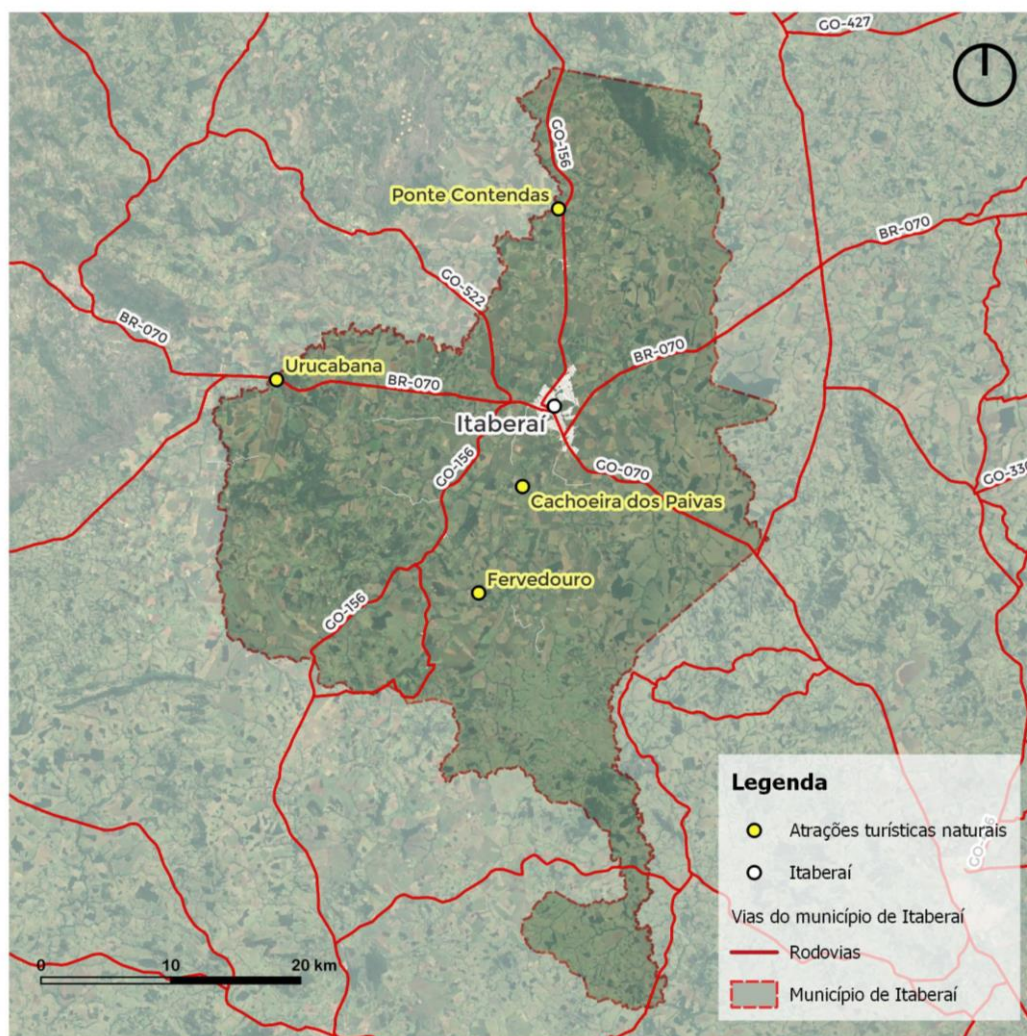 GO-427
GO-156
Ponte Contendas
BR-070
GO-522
BR-070
Urucabana
BR-070
BR-070
Itaberaí
GO-156
GO-070
GO-330
Cachoeira dos Paivas
Fervedouro
GO-156
Legenda
Atrações turísticas naturais
Itaberaí
Vias do município de Itaberaí
Rodovias
Município de Itaberaí
0 10 20 km